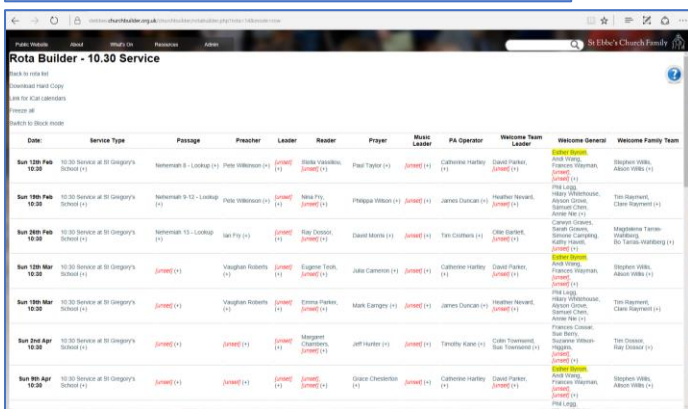 Public Website About What's On Resources Admin St Ebbe's Church Family
Rota Builder - 10.30 Service
Back to rota list
Download Hard Copy
Link for iCal calendars
Freeze all
Switch to Block mode
Date: Service Type Passage Preacher Leader Reader Prayer Music Leader PA Operator Welcome Team Leader Welcome General Welcome Family Team
Sun 12th Feb 10:30 10:30 Service at St Gregory's School (+) Nehemiah 8 - Lookup (+) Pete Wilkinson (+) [unset] (+) Stella Vassiliou, [unset] (+) Paul Taylor (+) [unset] (+) Catherine Hartley (+) David Parker, [unset] (+) Esther Byrom, Andi Wang, Frances Wayman, [unset], [unset] (+) Stephen Willis, Alison Willis (+)
Sun 19th Feb 10:30 10:30 Service at St Gregory's School (+) Nehemiah 9-12 - Lookup (+) Pete Wilkinson (+) [unset] (+) Nina Fry, [unset] (+) Philippa Wilson (+) [unset] (+) James Duncan (+) Heather Nevard, [unset] (+) Phil Legg, Hilary Whitehouse, Alyson Grove, Samuel Chen, Annie Nie (+) Tim Rayment, Clare Rayment (+)
Sun 26th Feb 10:30 10:30 Service at St Gregory's School (+) Nehemiah 13 - Lookup (+) Ian Fry (+) [unset] (+) Ray Dossor, [unset] (+) David Morris (+) [unset] (+) Tim Crothers (+) Ollie Bartlett, [unset] (+) Carwyn Graves, Sarah Graves, Simone Campling, Kathy Havell, [unset] (+) Magdalena Tarras-Wahlberg, Bo Tarras-Wahlberg (+)
Sun 12th Mar 10:30 10:30 Service at St Gregory's School (+) [unset] (+) Vaughan Roberts (+) [unset] (+) Eugene Teoh, [unset] (+) Julia Cameron (+) [unset] (+) Catherine Hartley (+) David Parker, [unset] (+) Esther Byrom, Andi Wang, Frances Wayman, [unset], [unset] (+) Stephen Willis, Alison Willis (+)
Sun 19th Mar 10:30 10:30 Service at St Gregory's School (+) [unset] (+) Vaughan Roberts (+) [unset] (+) Emma Parker, [unset] (+) Mark Earngey (+) [unset] (+) James Duncan (+) Heather Nevard, [unset] (+) Phil Legg, Hilary Whitehouse, Alyson Grove, Samuel Chen, Annie Nie (+) Tim Rayment, Clare Rayment (+)
Sun 2nd Apr 10:30 10:30 Service at St Gregory's School (+) [unset] (+) [unset] (+) [unset] (+) Margaret Chambers, [unset] (+) Jeff Hunter (+) [unset] (+) Timothy Kane (+) Colin Townsend, Sue Townsend (+) Frances Cossar, Sue Berry, Suzanne Wilson-Higgins, [unset], [unset] (+) Tim Dossor, Ray Dossor (+)
Sun 9th Apr 10:30 10:30 Service at St Gregory's School (+) [unset] (+) [unset] (+) [unset] (+) [unset], [unset] (+) Grace Chesterton (+) [unset] (+) Catherine Hartley (+) David Parker, [unset] (+) Esther Byrom, Andi Wang, Frances Wayman, [unset], [unset] (+) Stephen Willis, Alison Willis (+)
Phil Legg,